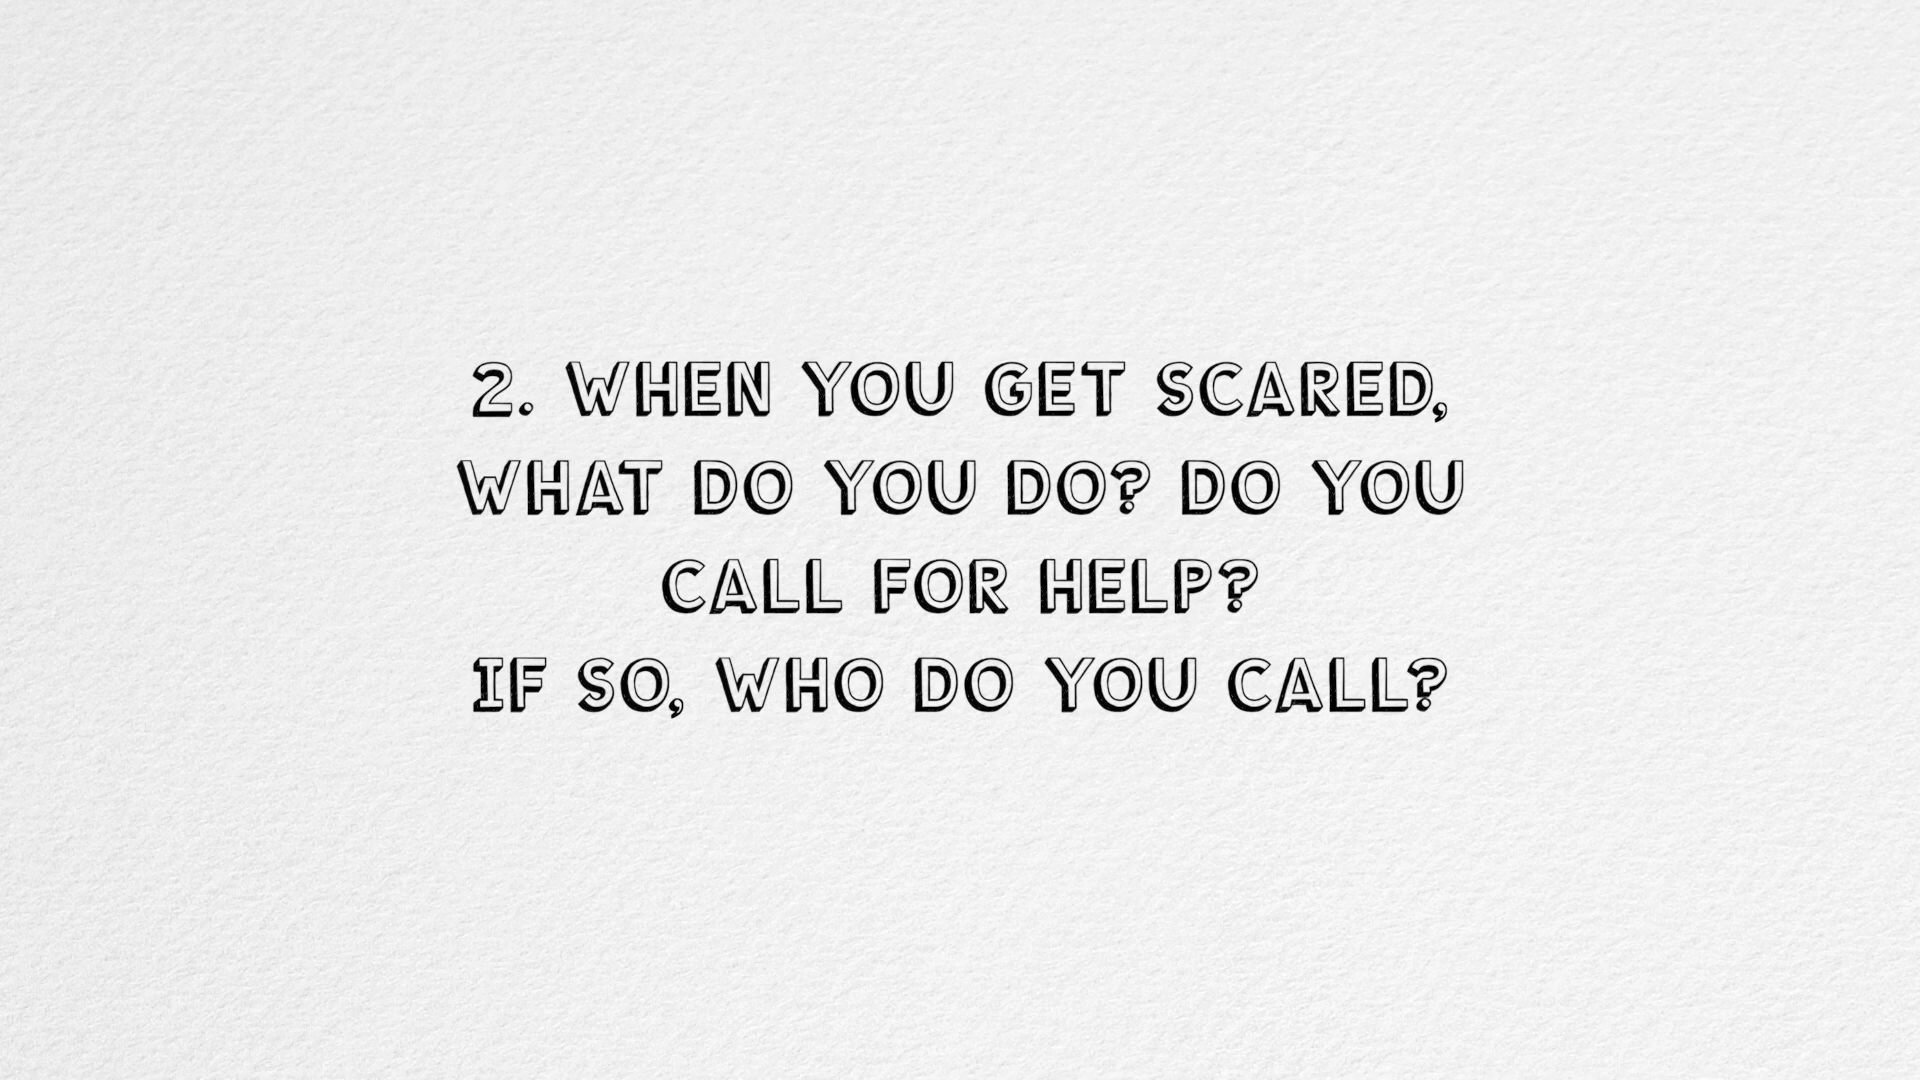 2. WHEN YOU GET SCARED,
WHAT DO YOU DO? DO YOU
CALL FOR HELP?
IF SO, WHO DO YOU CALL?